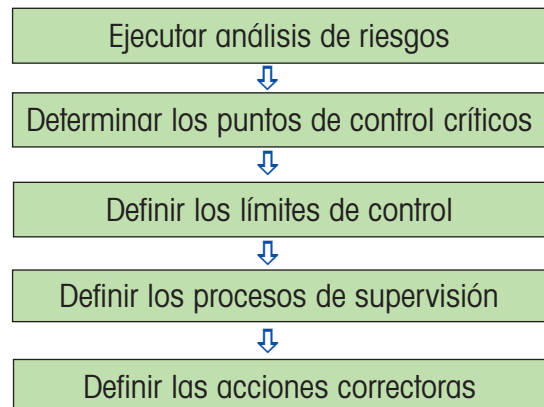 Ejecutar análisis de riesgos
Determinar los puntos de control críticos
Definir los límites de control
Definir los procesos de supervisión
Definir las acciones correctoras